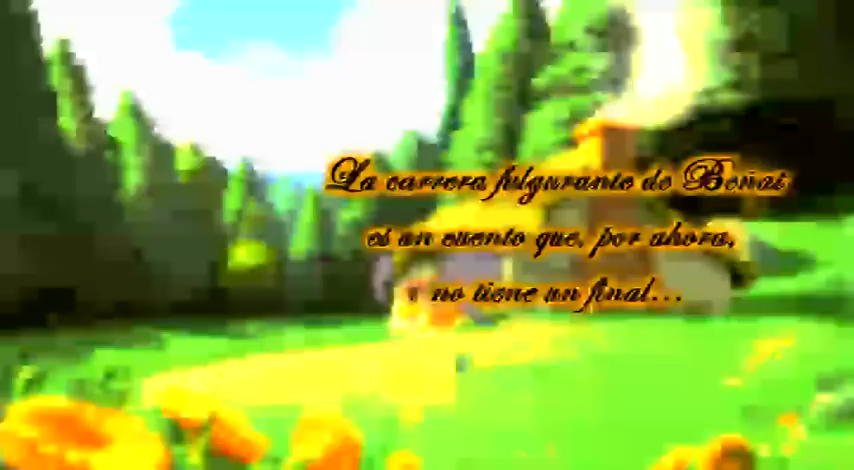 La carrera fulgurante de Beñat
es un cuento que, por ahora,
no tiene un final...